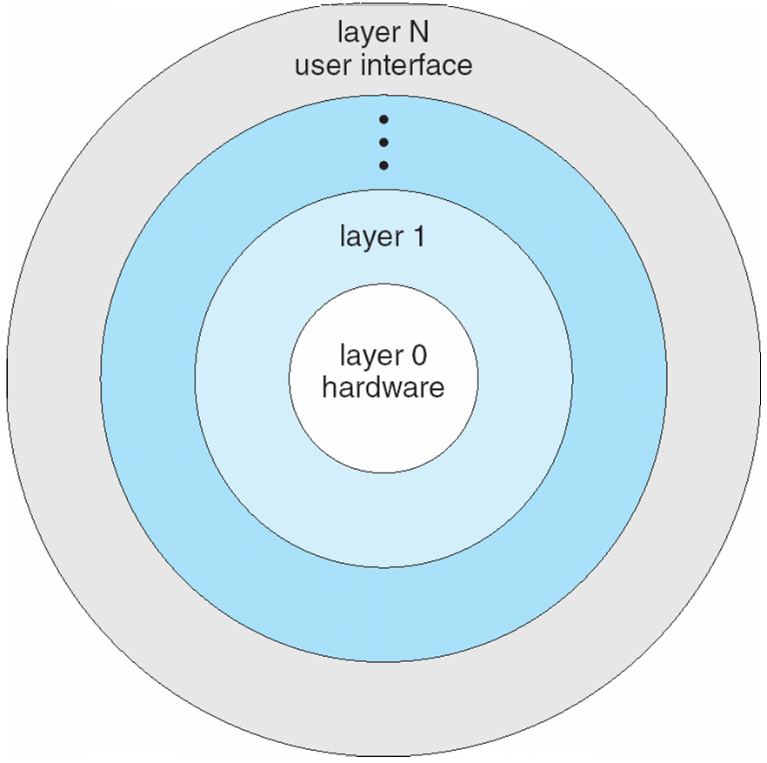 layer N
user interface
layer 1
layer 0
hardware